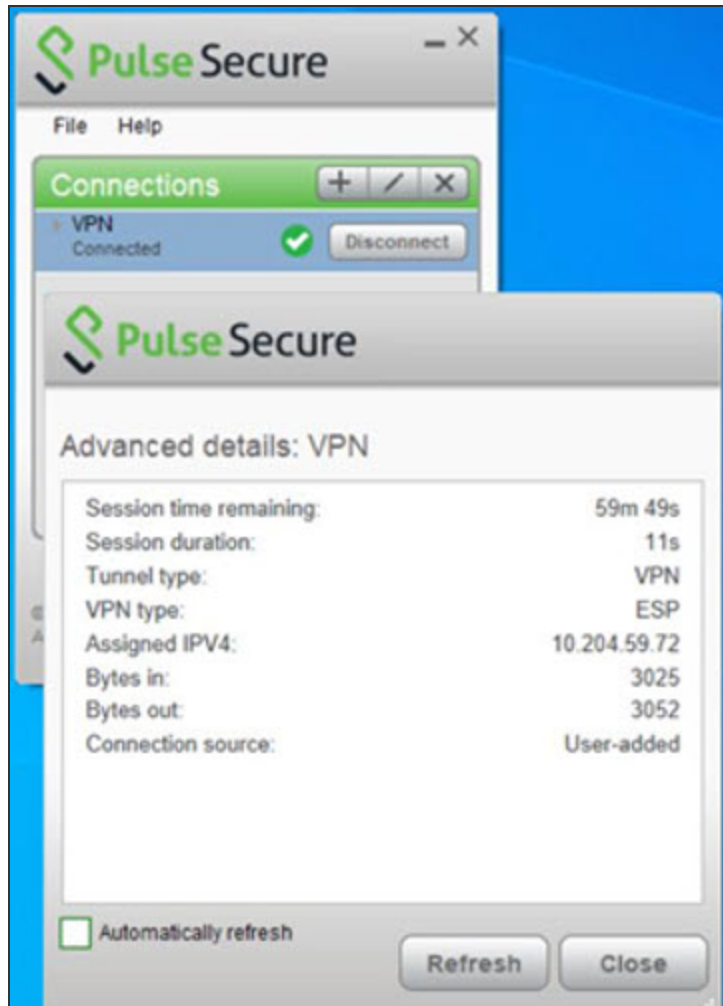 Pulse Secure
File Help
Connections
VPN
Connected
Disconnect
Pulse Secure
Advanced details: VPN
Session time remaining: 59m 49s
Session duration: 11s
Tunnel type: VPN
VPN type: ESP
Assigned IPV4: 10.204.59.72
Bytes in: 3025
Bytes out: 3052
Connection source: User-added
Automatically refresh
Refresh Close